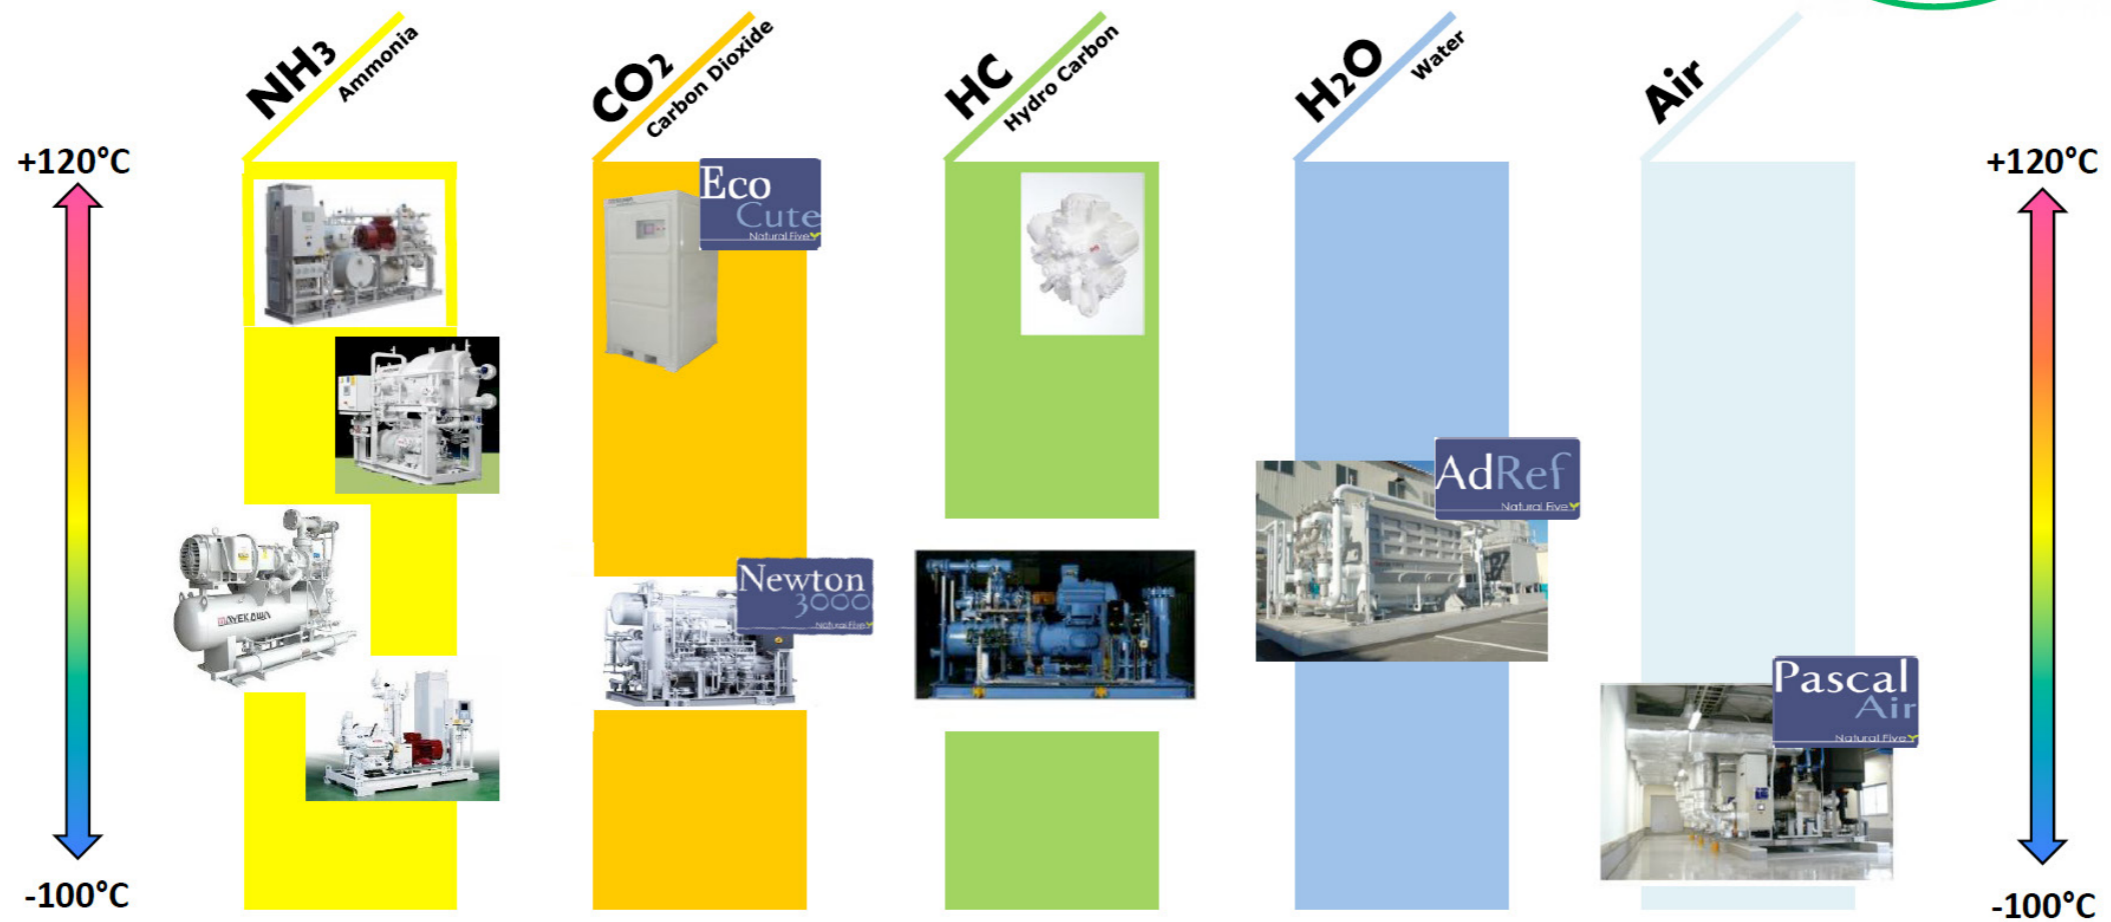 NH3
Ammonia
CO2
Carbon Dioxide
HC
Hydro Carbon
H2O
Water
Air
+120°C
+120°C
Eco
Cute
Natural Five
AdRef
Natural Five
Newton
3000
Natural Five
MAYEKAWA
Pascal
Air
Natural Five
-100°C
-100°C